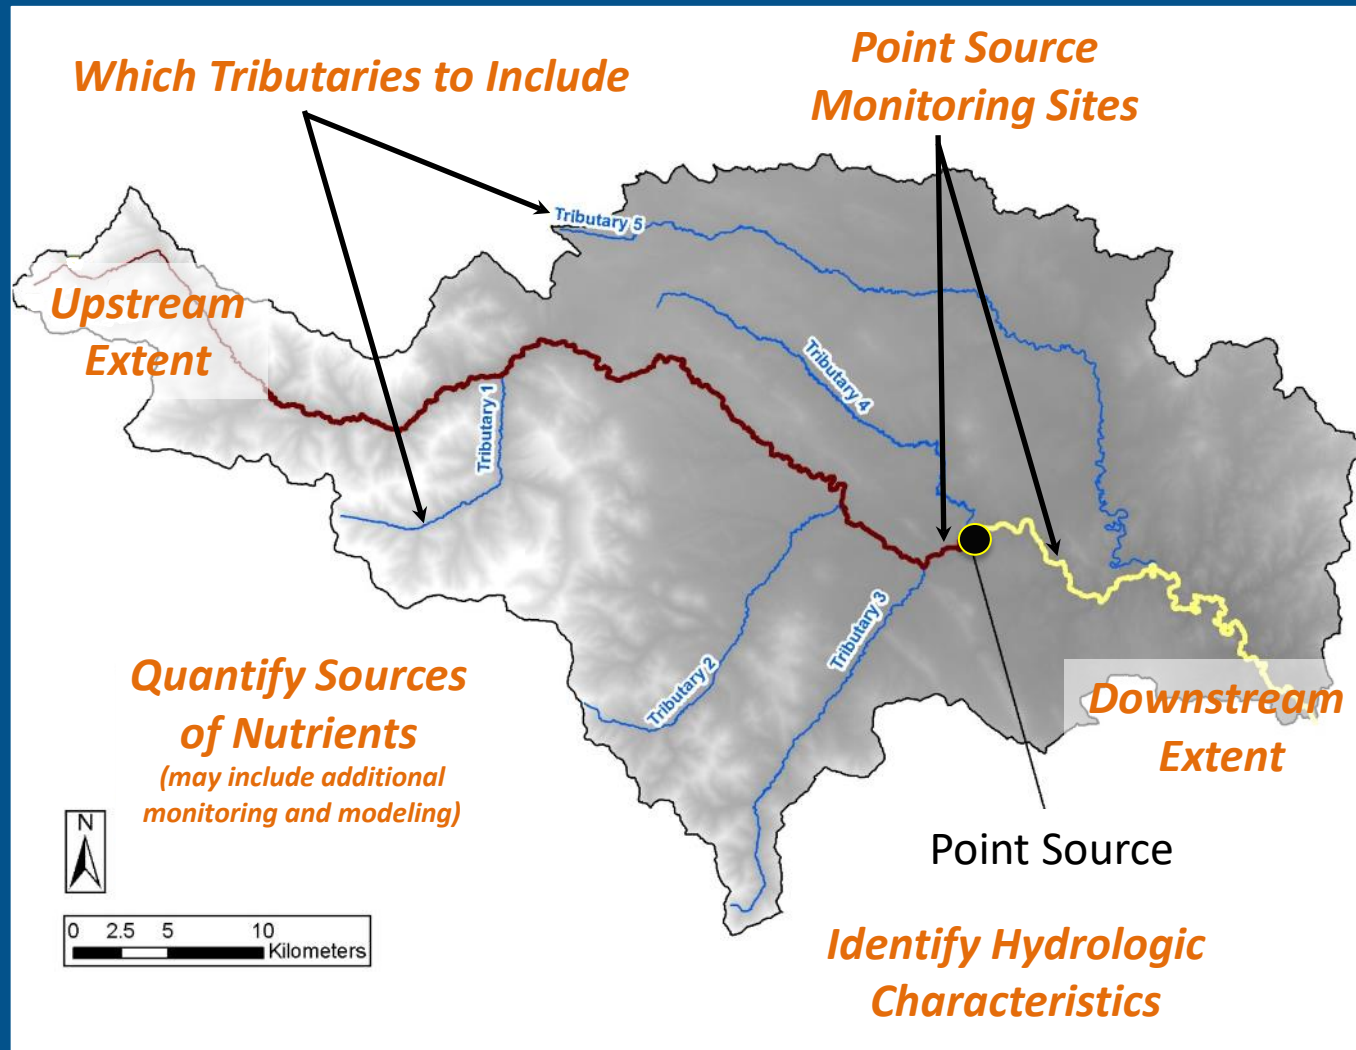 Which Tributaries to Include
Point Source
Monitoring Sites
Tributary 5
Upstream
Extent
Tributary 1
Tributary 4
Tributary 3
Tributary 2
Quantify Sources
of Nutrients
(may include additional
monitoring and modeling)
Downstream
Extent
N
Point Source
0 2.5 5 10
Kilometers
Identify Hydrologic
Characteristics